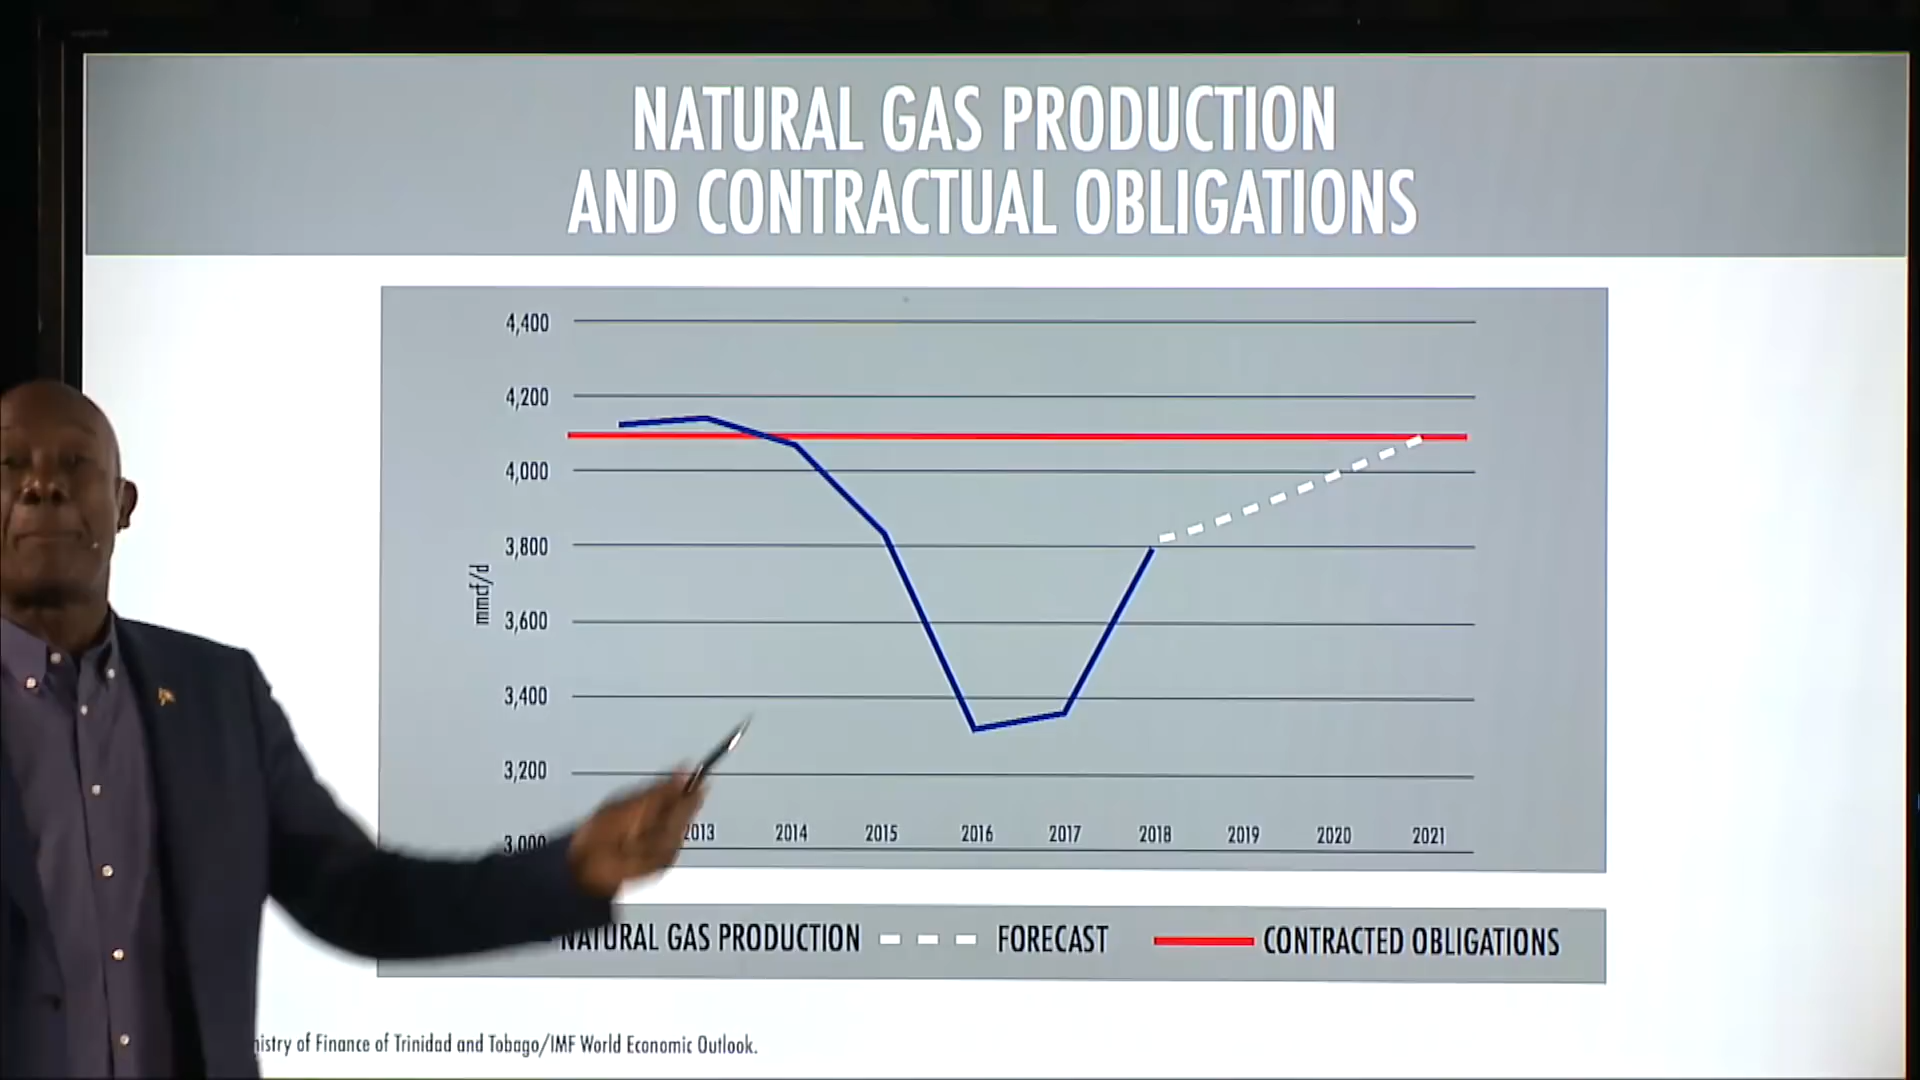 NATURAL GAS PRODUCTION
AND CONTRACTUAL OBLIGATIONS
4,400
4,200
4,000
3,800
3,600
3,400
3,200
3,000
mmcf/d
2013 2014 2015 2016 2017 2018 2019 2020 2021
NATURAL GAS PRODUCTION FORECAST CONTRACTED OBLIGATIONS
of Finance of Trinidad and Tobago/IMF World Economic Outlook.